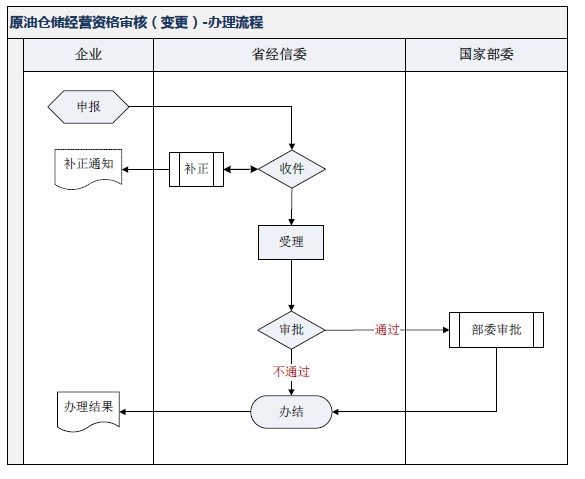 原油仓储经营资格审核（变更）-办理流程
企业
省经信委
国家部委
申报
补正通知
补正
收件
受理
审批
通过
部委审批
不通过
办理结果
办结